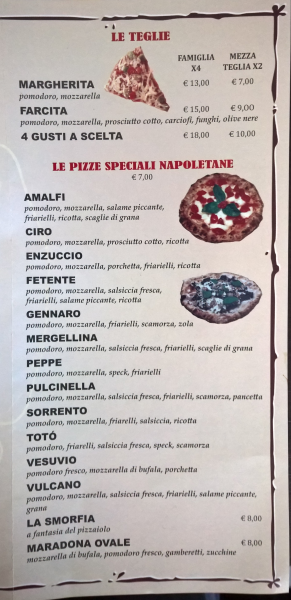 LE TEGLIE
FAMIGLIA X4
MEZZA TEGLIA X2
MARGHERITA € 13,00 € 7,00
pomodoro, mozzarella
FARCITA € 15,00 € 9,00
pomodoro, mozzarella, prosciutto cotto, carciofi, funghi, olive nere
4 GUSTI A SCELTA € 18,00 € 10,00
LE PIZZE SPECIALI NAPOLETANE
€ 7,00
AMALFI
pomodoro, mozzarella, salame piccante,
friarielli, ricotta, scaglie di grana
CIRO
pomodoro, mozzarella, prosciutto cotto, ricotta
ENZUCCIO
pomodoro, mozzarella, porchetta, friarielli, ricotta
FETENTE
pomodoro, mozzarella, salsiccia fresca,
friarielli, salame piccante, ricotta
GENNARO
pomodoro, mozzarella, friarielli, scamorza, zola
MERGELLINA
pomodoro, mozzarella, salsiccia fresca, friarielli, scaglie di grana
PEPPE
pomodoro, mozzarella, speck, friarielli
PULCINELLA
pomodoro, mozzarella, salsiccia fresca, friarielli, scamorza, pancetta
SORRENTO
pomodoro, mozzarella, friarelli, salsiccia, ricotta
TOTÓ
pomodoro, friarelli, salsiccia fresca, speck, scamorza
VESUVIO
pomodoro fresco, mozzarella di bufala, porchetta
VULCANO
pomodoro, mozzarella, salsiccia fresca, friarielli, salame piccante,
grana
LA SMORFIA € 8,00
a fantasia del pizzaiolo
MARADONA OVALE € 8,00
mozzarella di bufala, pomodoro fresco, gamberetti, zucchine